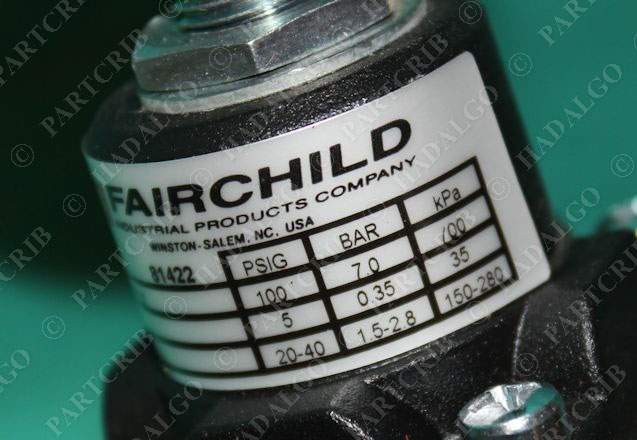 FAIRCHILD
INDUSTRIAL PRODUCTS COMPANY
WINSTON-SALEM, NC, USA
81422
PSIG BAR kPa
100 7.0 700
5 0.35 35
20-40 1.5-2.8 150-280
© PARTCRIB
© HADALGO